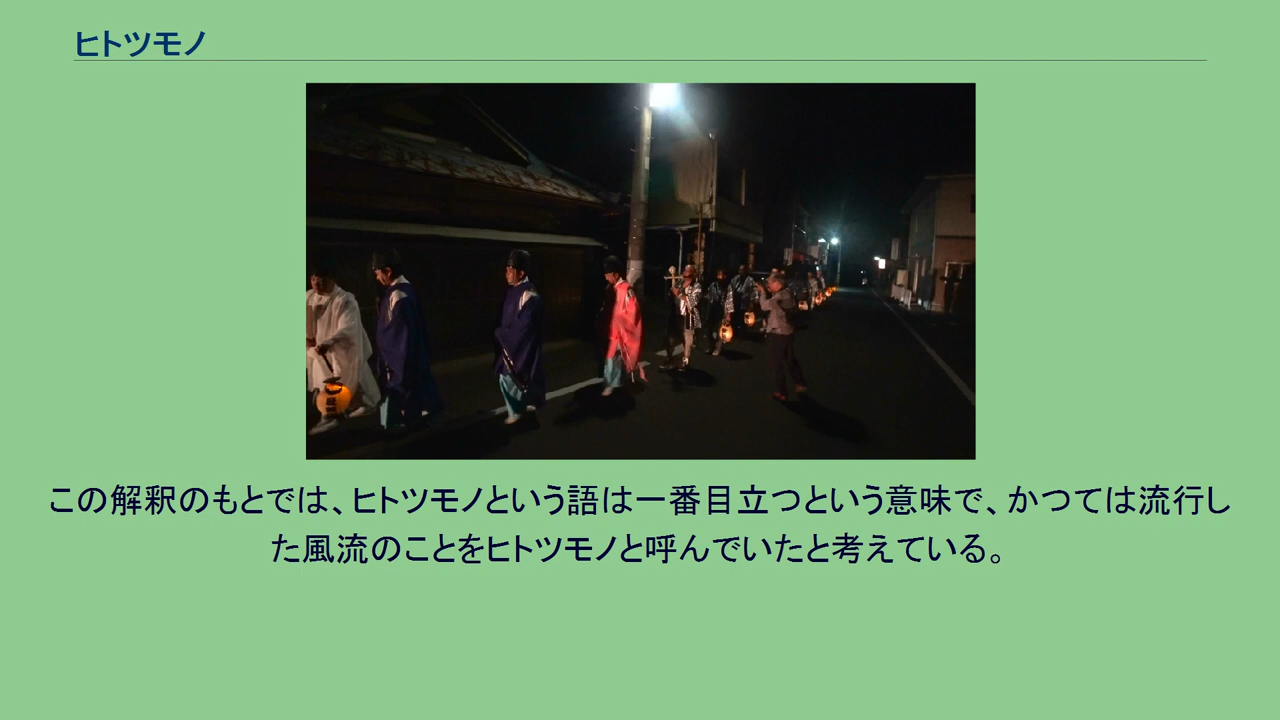 ヒトツモノ
この解釈のもとでは、ヒトツモノという語は一番目立つという意味で、かつては流行し
た風流のことをヒトツモノと呼んでいたと考えている。